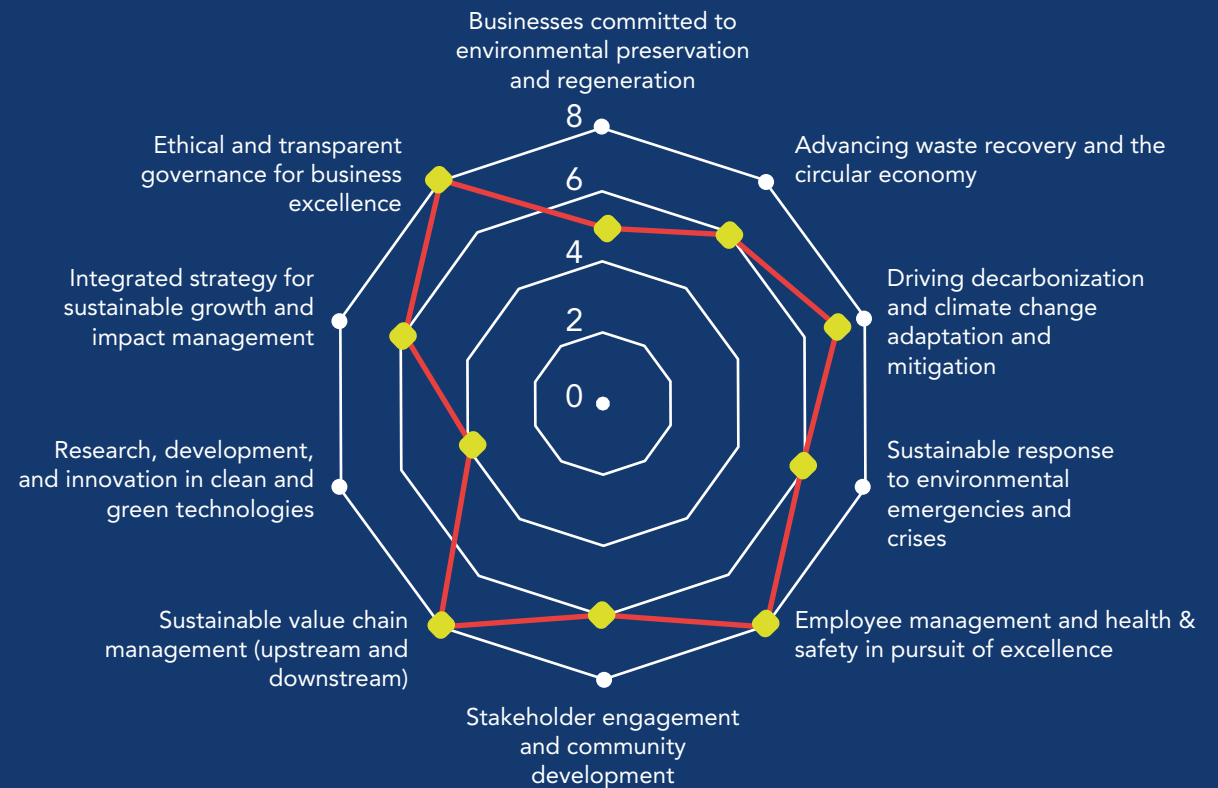 Businesses committed to
environmental preservation
and regeneration
8
6
4
2
0
Advancing waste recovery and the
circular economy
Driving decarbonization
and climate change
adaptation and
mitigation
Sustainable response
to environmental
emergencies and
crises
Employee management and health &
safety in pursuit of excellence
Stakeholder engagement
and community
development
Sustainable value chain
management (upstream and
downstream)
Research, development,
and innovation in clean and
green technologies
Integrated strategy for
sustainable growth and
impact management
Ethical and transparent
governance for business
excellence